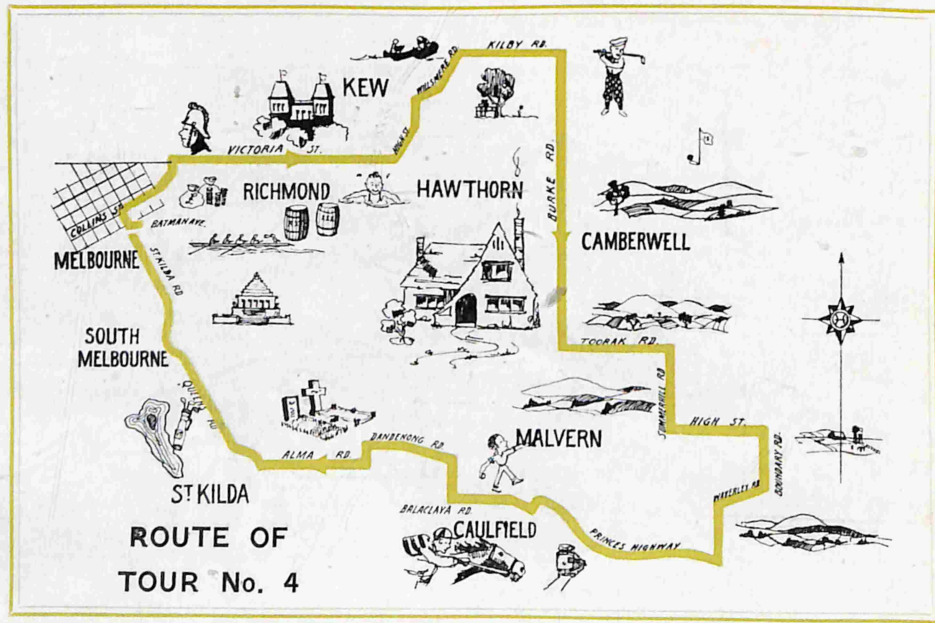 KILBY RD.
WILLSMERE RD.
KEW
HIGH ST.
VICTORIA ST.
RICHMOND
HAWTHORN
BURKE RD.
COLLINS ST.
BATMAN AVE.
CAMBERWELL
MELBOURNE
ST KILDA RD
SOUTH
MELBOURNE
TOORAK RD.
SUMMERHILL RD
QUEENS RD
HIGH ST.
DANDENONG RD
MALVERN
ALMA RD.
BOUNDARY RD.
WAVERLEY RD
ST KILDA
BALACLAVA RD.
CAULFIELD
PRINCES HIGHWAY
ROUTE OF
TOUR No. 4